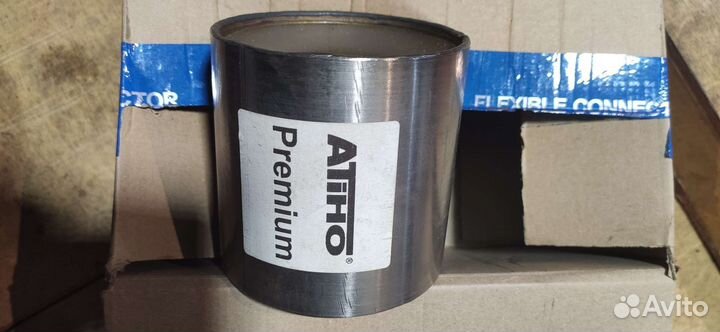 CTOR
FLEXIBLE CONNECT
ATiHO®
Premium
Avito